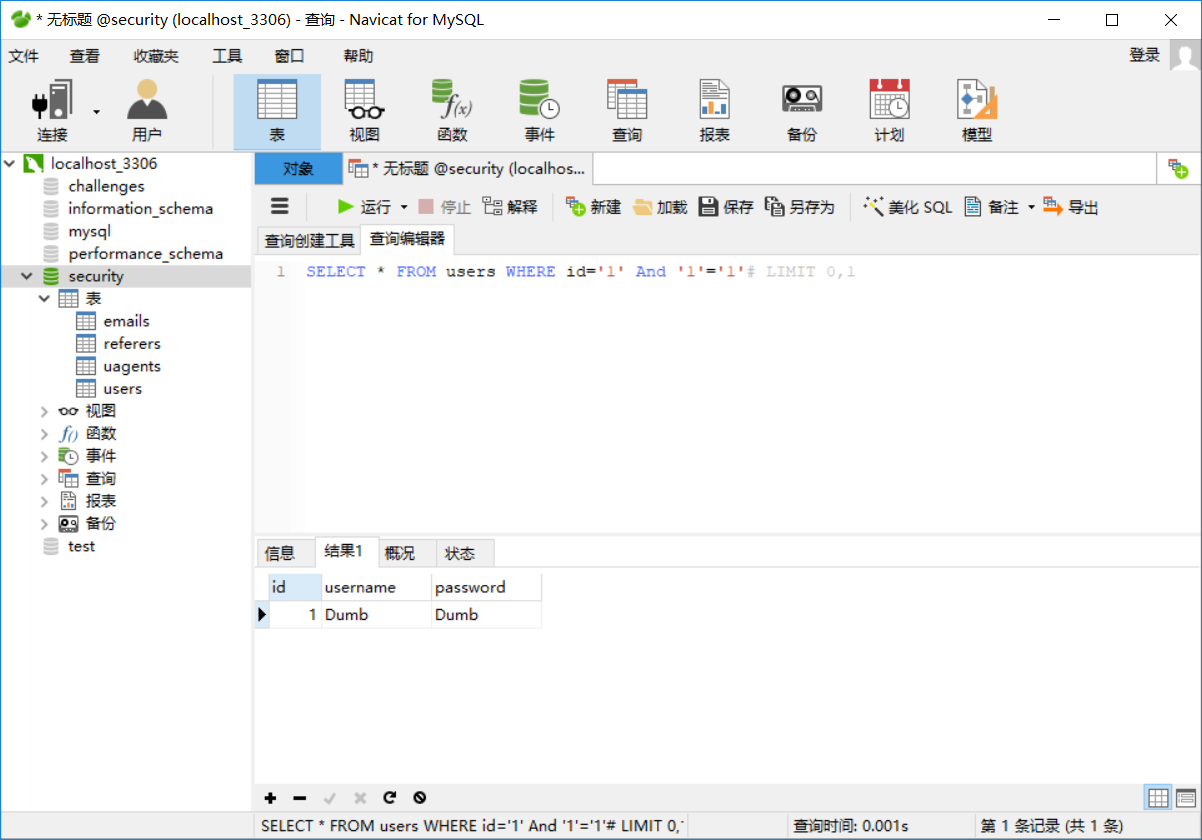 * 无标题 @security (localhost_3306) - 查询 - Navicat for MySQL
文件 查看 收藏夹 工具 窗口 帮助 登录
连接 用户 表 视图 函数 事件 查询 报表 备份 计划 模型
localhost_3306
challenges
information_schema
mysql
performance_schema
security
表
emails
referers
uagents
users
视图
函数
事件
查询
报表
备份
test
对象 * 无标题 @security (localhos...
运行 停止 解释 新建 加载 保存 另存为 美化 SQL 备注 导出
查询创建工具 查询编辑器
1 SELECT * FROM users WHERE id='1' And '1'='1'# LIMIT 0,1
信息 结果1 概况 状态
id username password
1 Dumb Dumb
SELECT * FROM users WHERE id='1' And '1'='1'# LIMIT 0, 查询时间: 0.001s 第 1 条记录 (共 1 条)